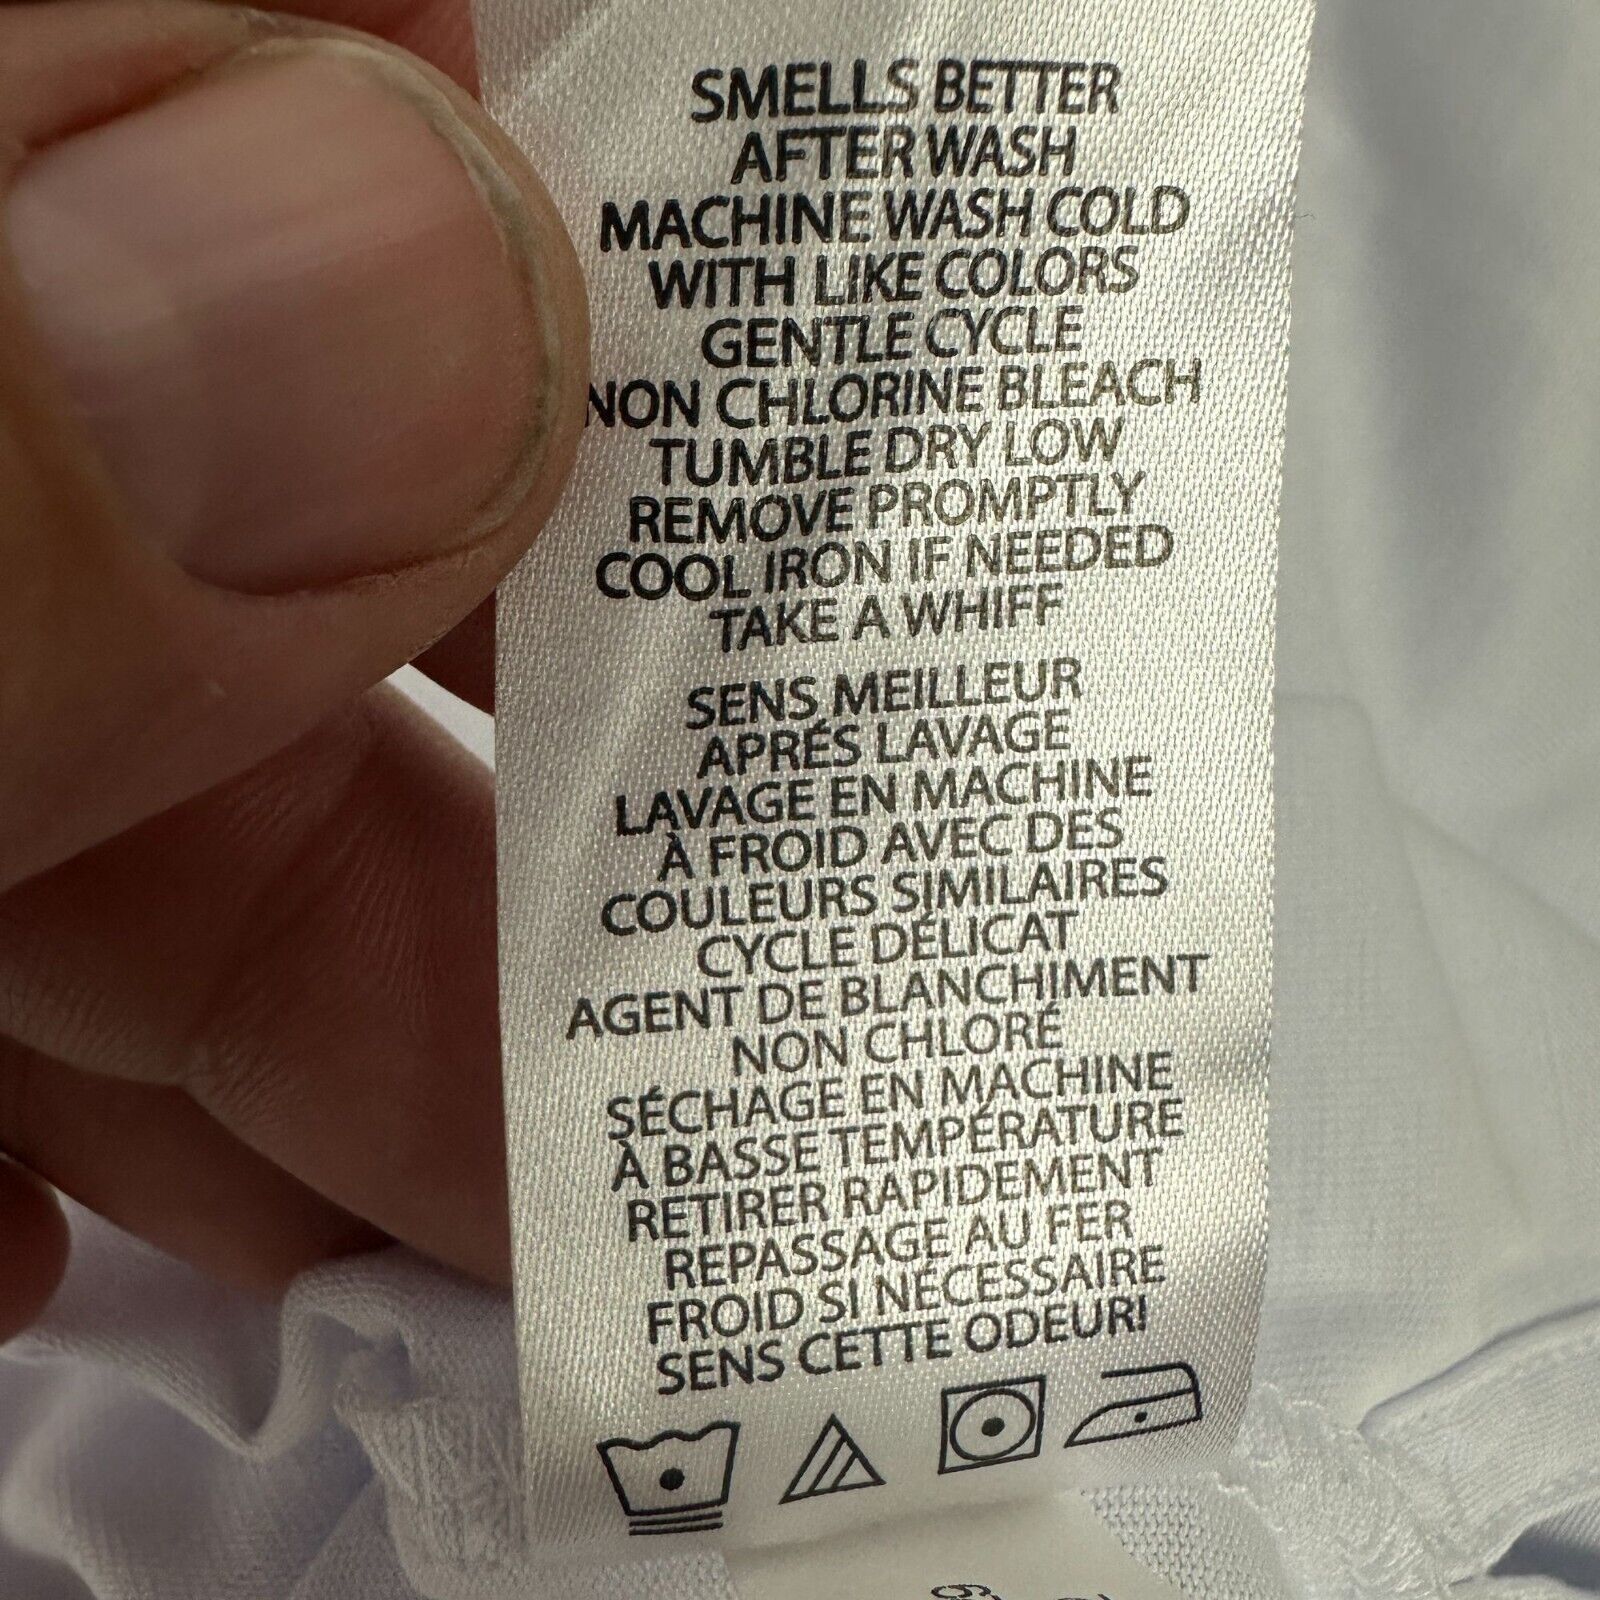 SMELLS BETTER
AFTER WASH
MACHINE WASH COLD
WITH LIKE COLORS
GENTLE CYCLE
NON CHLORINE BLEACH
TUMBLE DRY LOW
REMOVE PROMPTLY
COOL IRON IF NEEDED
TAKE A WHIFF
SENS MEILLEUR
APRÉS LAVAGE
LAVAGE EN MACHINE
À FROID AVEC DES
COULEURS SIMILAIRES
CYCLE DÉLICAT
AGENT DE BLANCHIMENT
NON CHLORÉ
SÉCHAGE EN MACHINE
À BASSE TEMPÉRATURE
RETIRER RAPIDEMENT
REPASSAGE AU FER
FROID SI NÉCESSAIRE
SENS CETTE ODEUR!